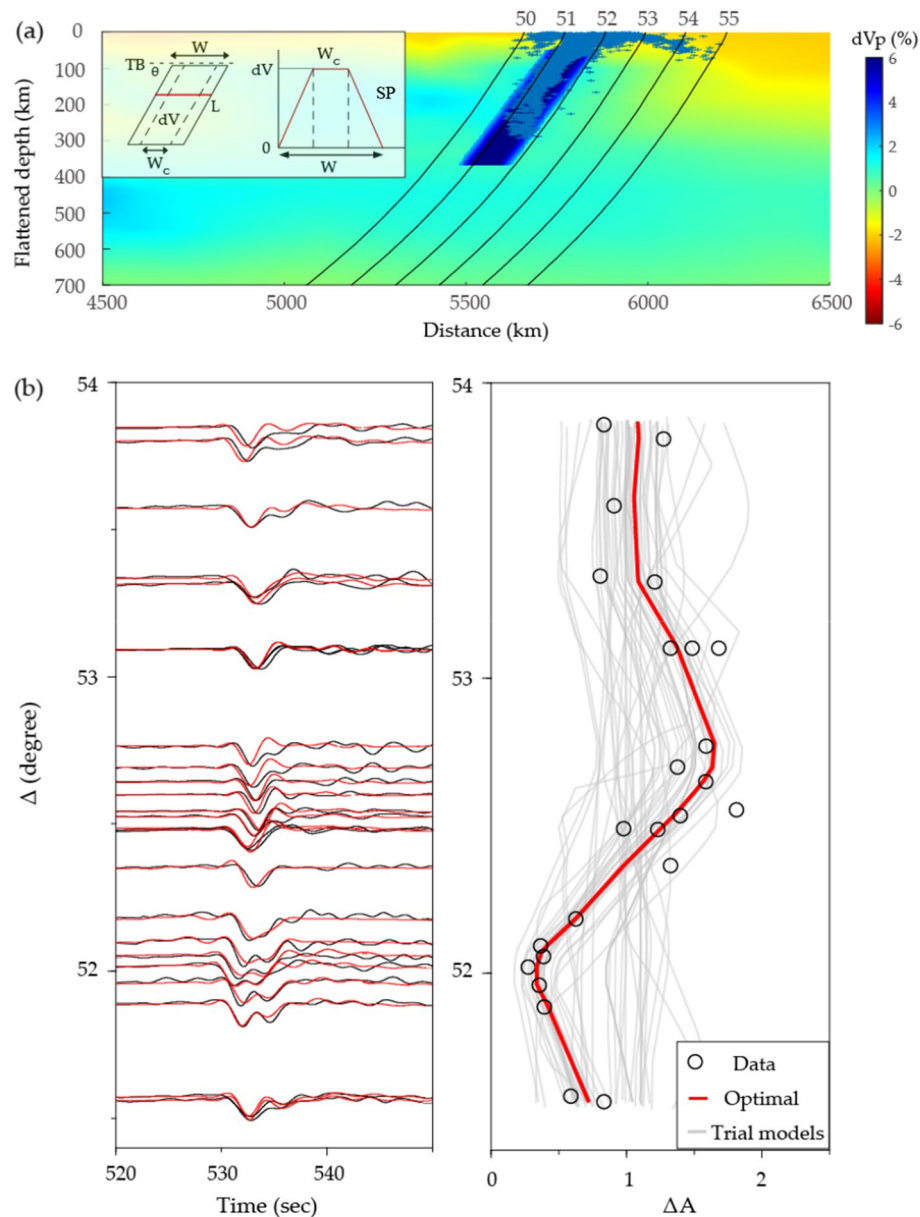 (a)
50 51 52 53 54 55
dVp (%)
0
100
200
300
400
500
600
700
Flattened depth (km)
4500 5000 5500 6000 6500
Distance (km)
6
4
2
0
-2
-4
-6
TB
θ
W
dV
L
W_c
dV
W_c
SP
0
W
(b)
54
53
52
Δ (degree)
520 530 540
Time (sec)
54
53
52
0 1 2
ΔA
Data
Optimal
Trial models